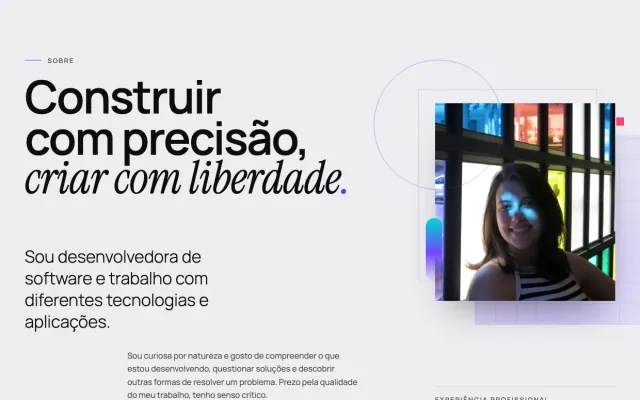 SOBRE
Construir
com precisão,
criar com liberdade.
Sou desenvolvedora de
software e trabalho com
diferentes tecnologias e
aplicações.
Sou curiosa por natureza e gosto de compreender o que
estou desenvolvendo, questionar soluções e descobrir
outras formas de resolver um problema. Prezo pela qualidade
do meu trabalho, tenho senso crítico.
EXPERIÊNCIA PROFISSIONAL